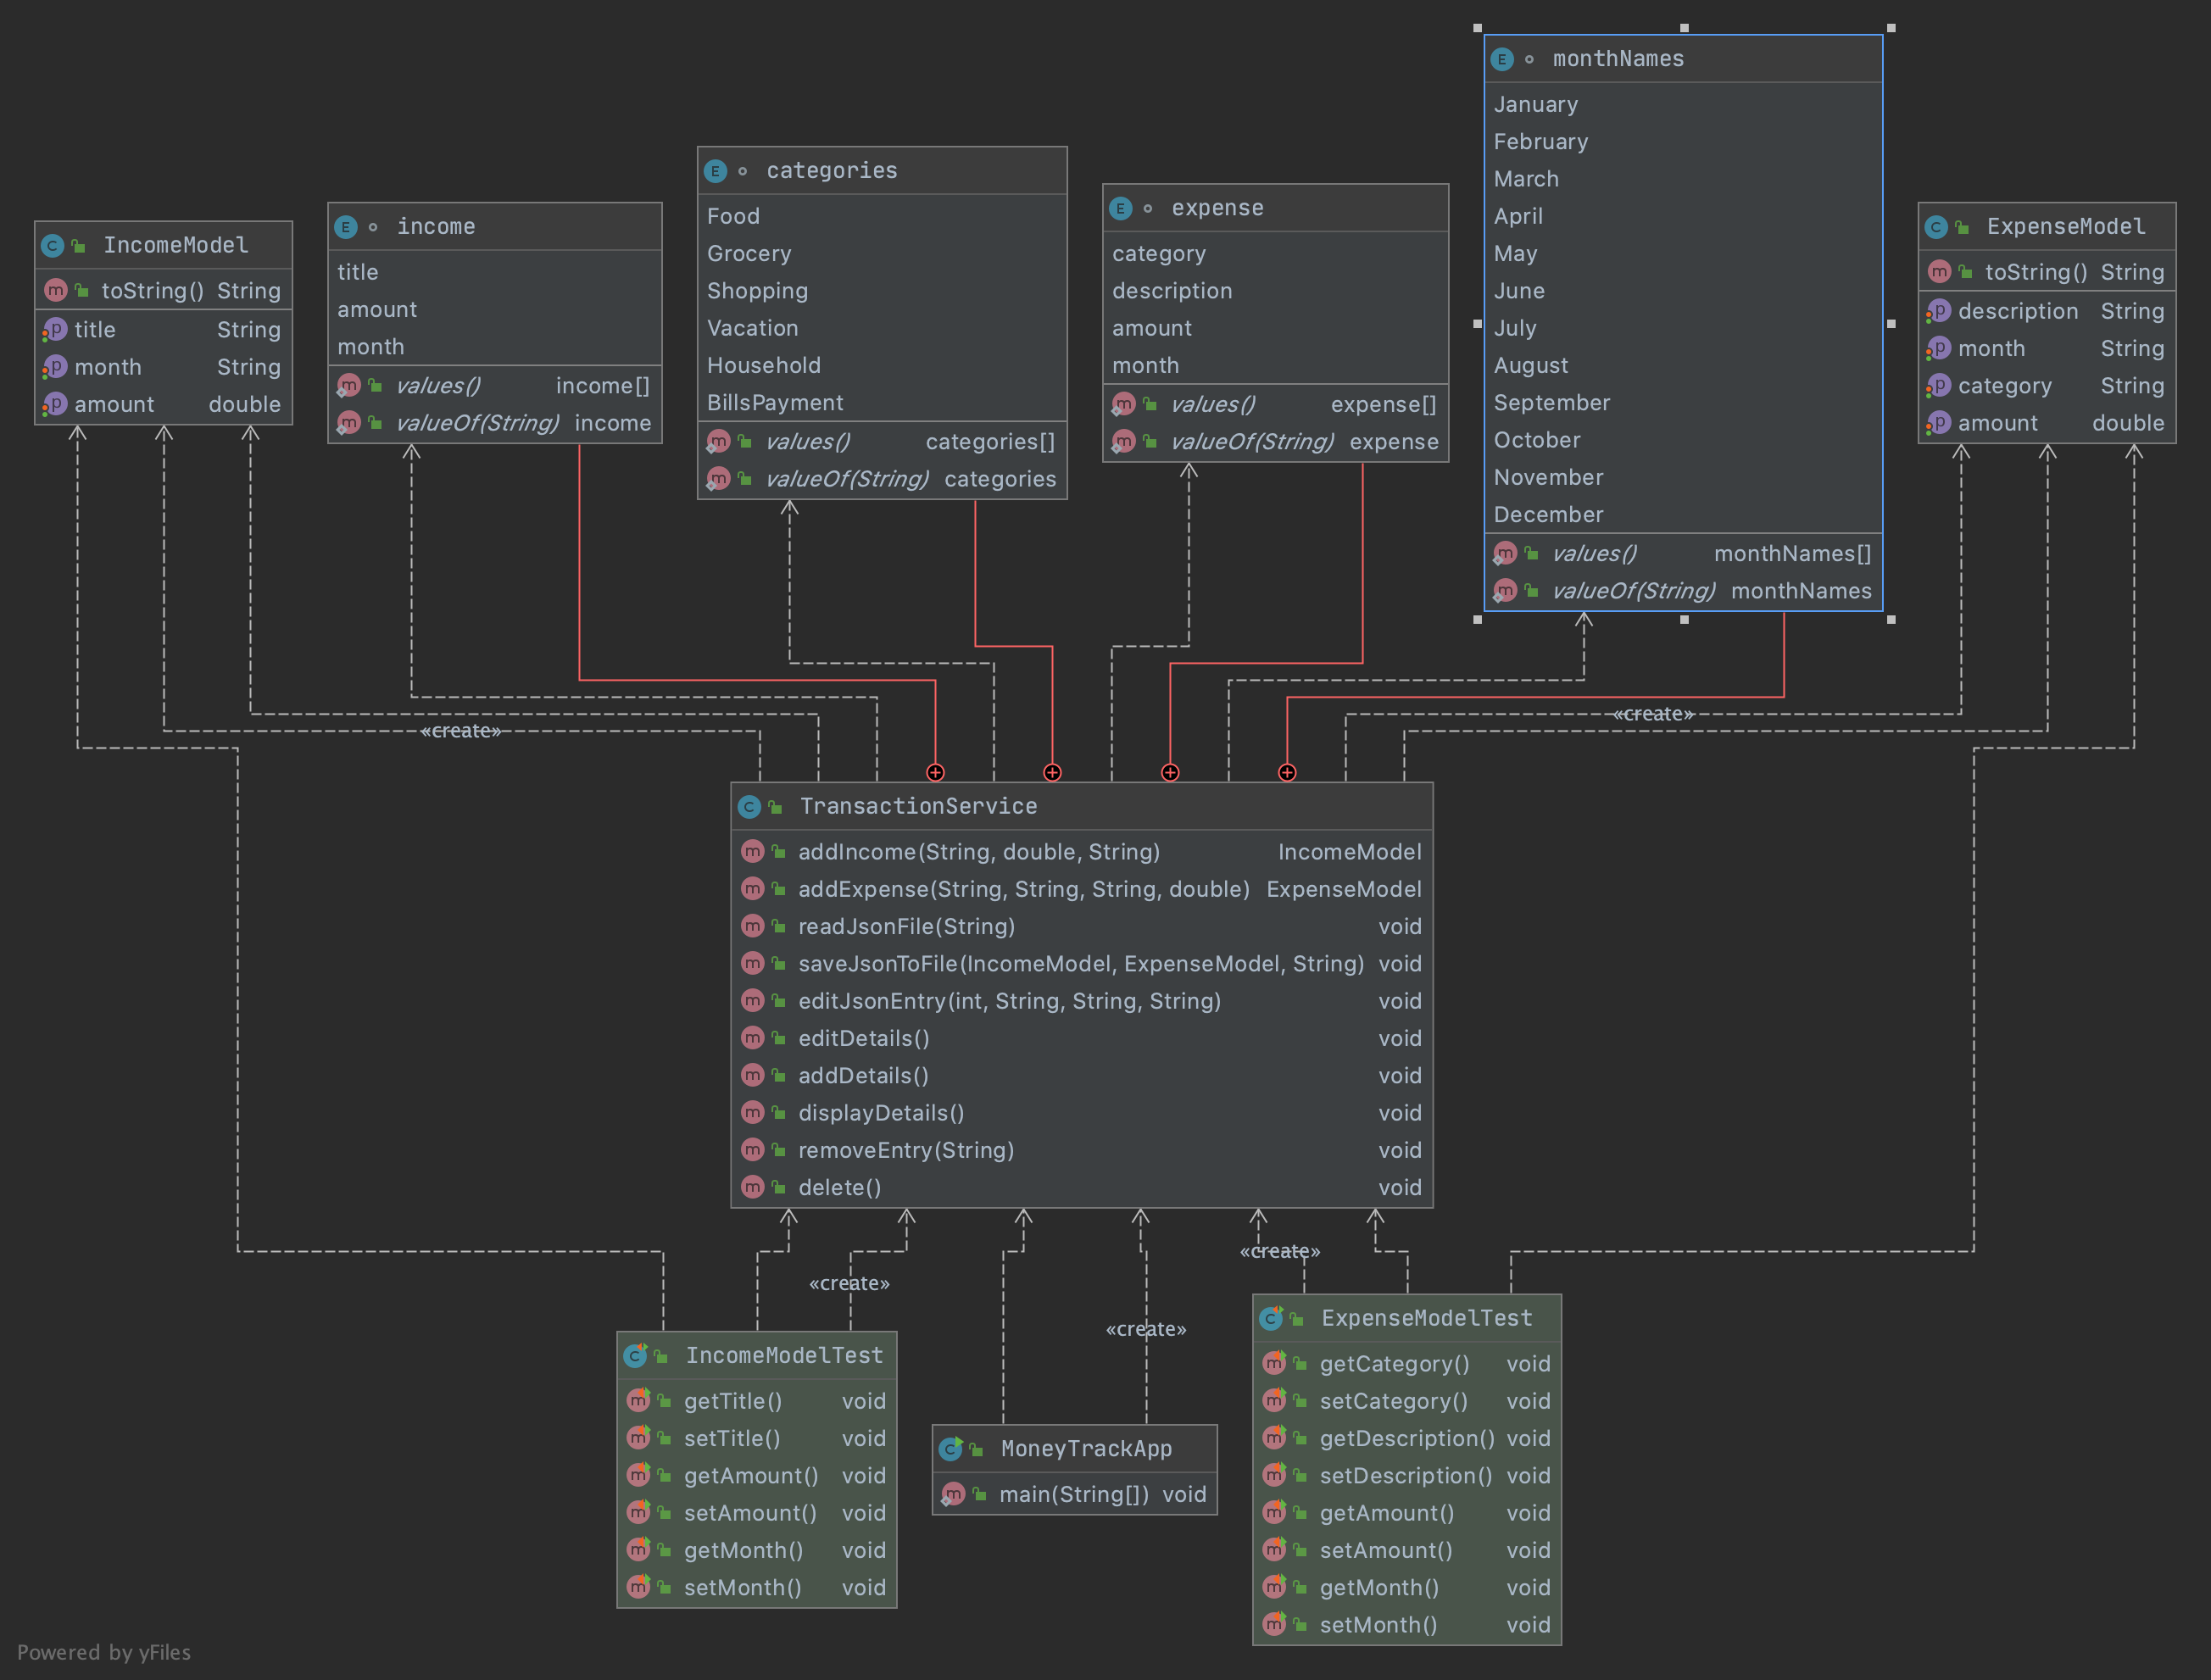 monthNames
January
February
March
April
May
June
July
August
September
October
November
December
values() monthNames[]
valueOf(String) monthNames
categories
Food
Grocery
Shopping
Vacation
Household
BillsPayment
values() categories[]
valueOf(String) categories
expense
category
description
amount
month
values() expense[]
valueOf(String) expense
income
title
amount
month
values() income[]
valueOf(String) income
IncomeModel
toString() String
title String
month String
amount double
ExpenseModel
toString() String
description String
month String
category String
amount double
«create»
«create»
TransactionService
addIncome(String, double, String) IncomeModel
addExpense(String, String, String, double) ExpenseModel
readJsonFile(String) void
saveJsonToFile(IncomeModel, ExpenseModel, String) void
editJsonEntry(int, String, String, String) void
editDetails() void
addDetails() void
displayDetails() void
removeEntry(String) void
delete() void
«create»
«create»
«create»
IncomeModelTest
getTitle() void
setTitle() void
getAmount() void
setAmount() void
getMonth() void
setMonth() void
MoneyTrackApp
main(String[]) void
ExpenseModelTest
getCategory() void
setCategory() void
getDescription() void
setDescription() void
getAmount() void
setAmount() void
getMonth() void
setMonth() void
Powered by yFiles